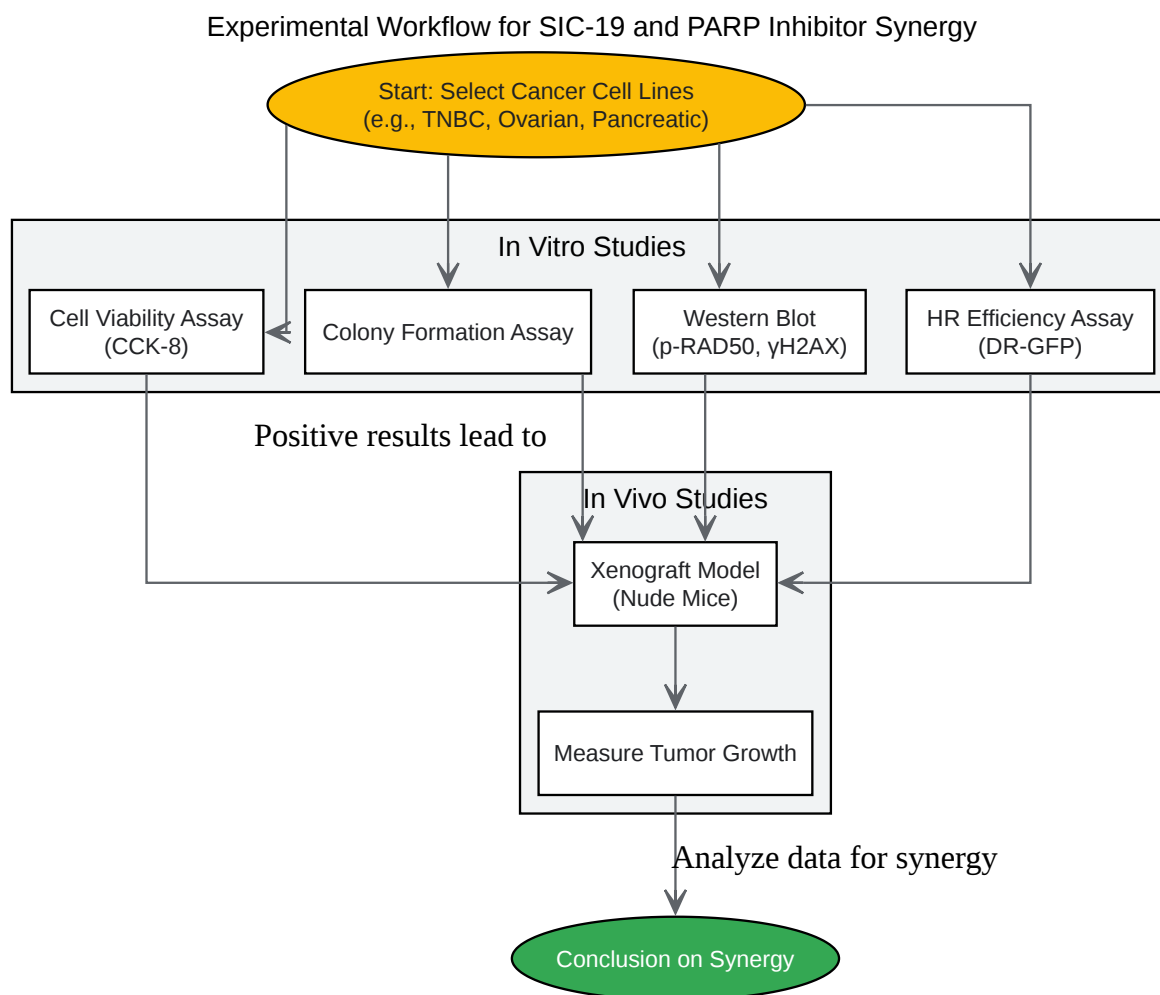 Experimental Workflow for SIC-19 and PARP Inhibitor Synergy
Start: Select Cancer Cell Lines
(e.g., TNBC, Ovarian, Pancreatic)
In Vitro Studies
Cell Viability Assay
(CCK-8)
Colony Formation Assay
Western Blot
(p-RAD50, γH2AX)
HR Efficiency Assay
(DR-GFP)
Positive results lead to
In Vivo Studies
Xenograft Model
(Nude Mice)
Measure Tumor Growth
Analyze data for synergy
Conclusion on Synergy